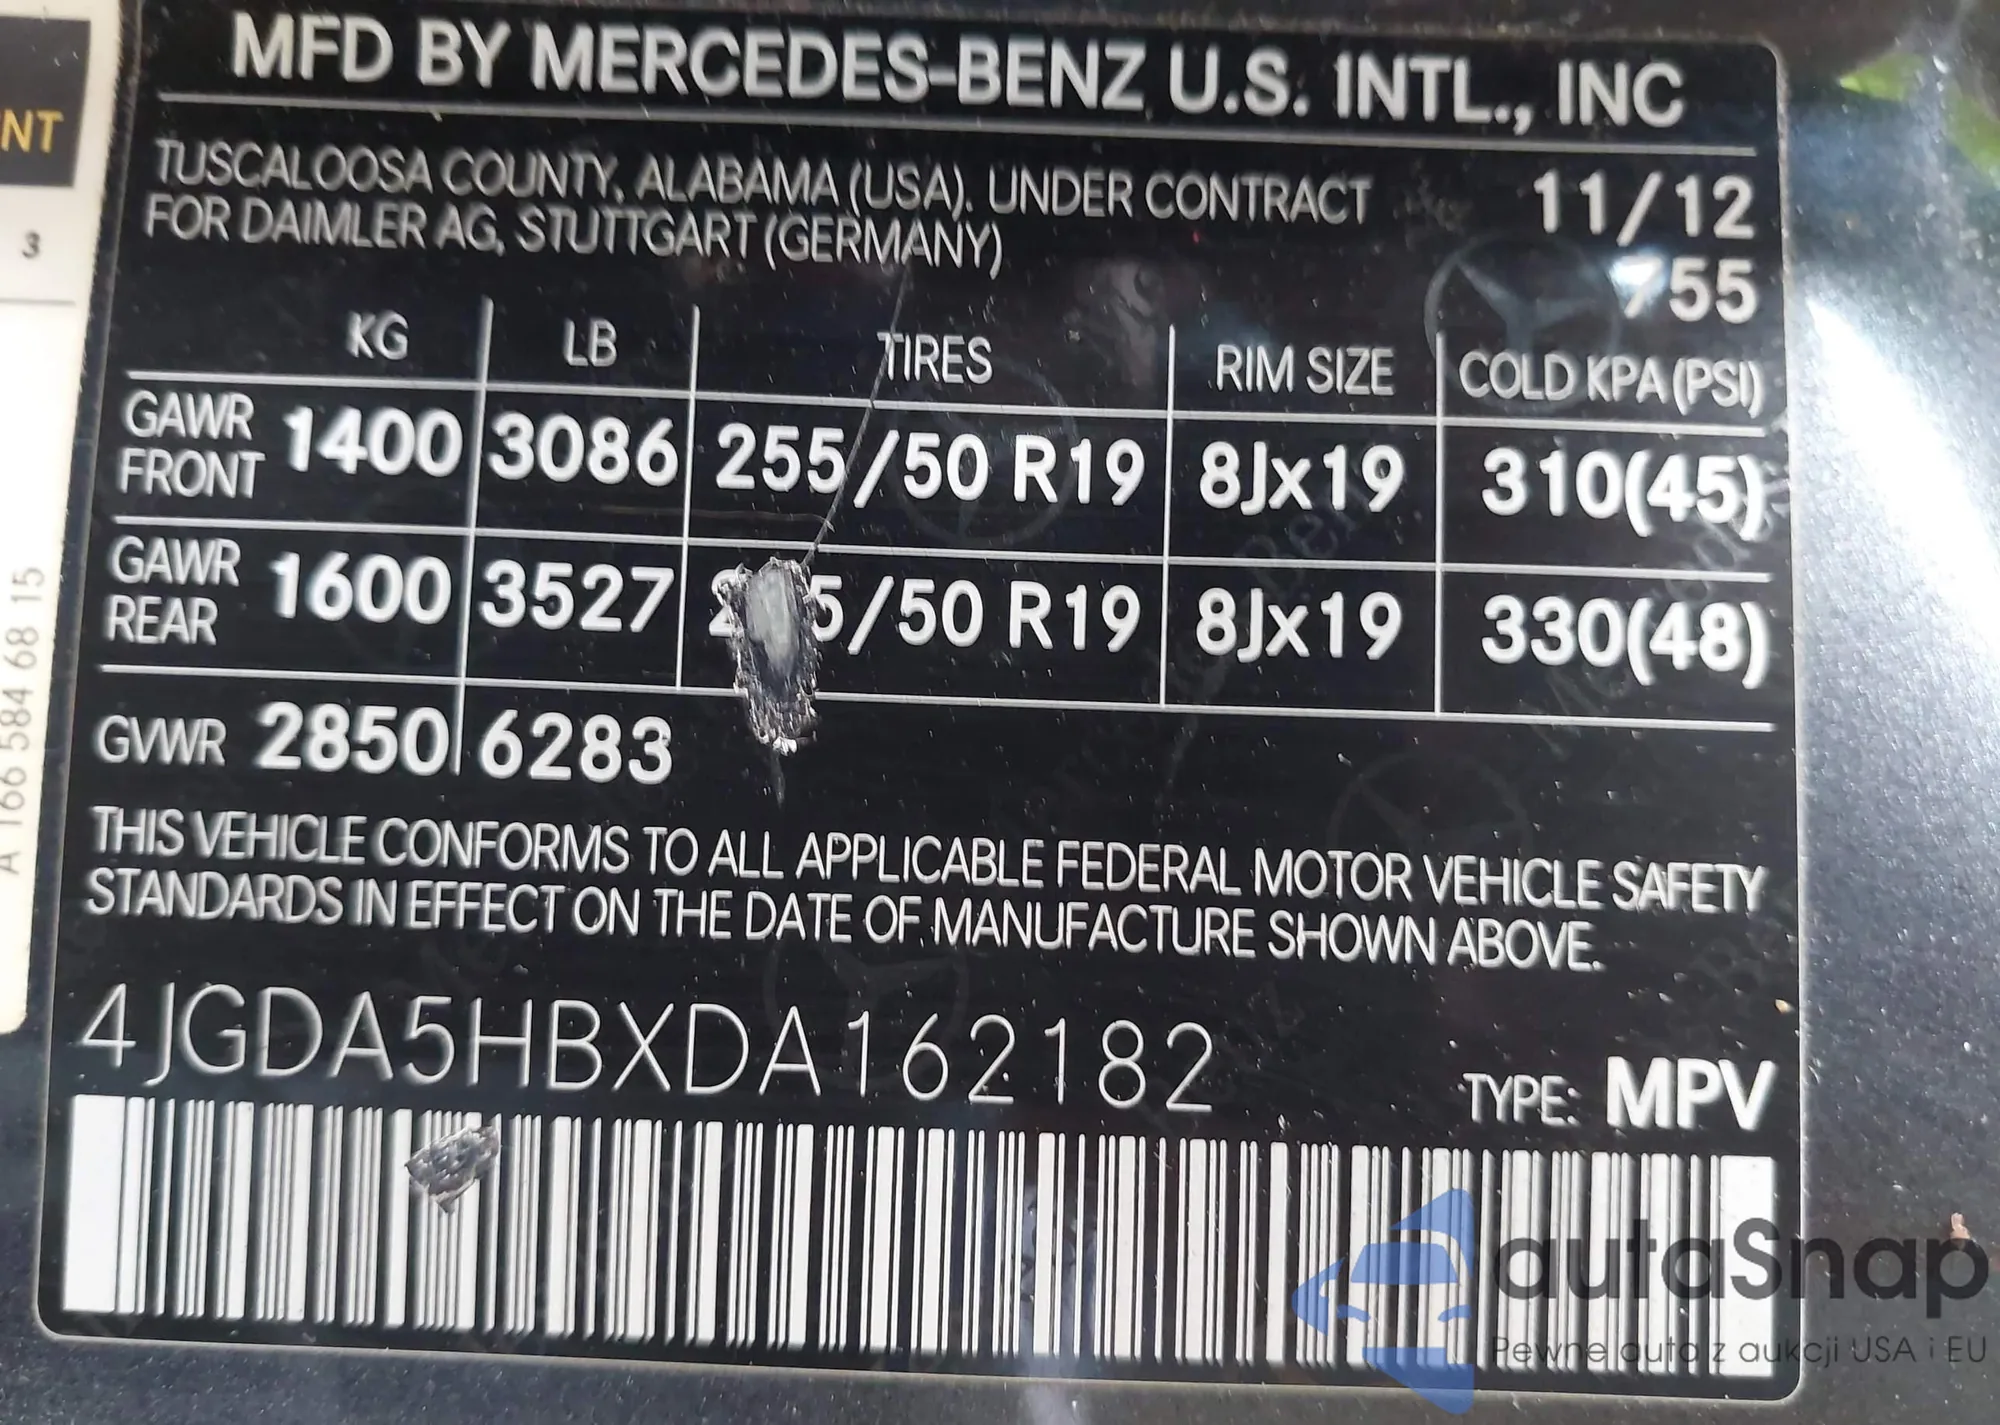 MFD BY MERCEDES-BENZ U.S. INTL., INC
TUSCALOOSA COUNTY, ALABAMA (USA). UNDER CONTRACT
FOR DAIMLER AG, STUTTGART (GERMANY)
11/12
755
KG LB TIRES RIM SIZE COLD KPA (PSI)
GAWR FRONT 1400 3086 255/50 R19 8Jx19 310(45)
GAWR REAR 1600 3527 /50 R19 8Jx19 330(48)
GVWR 2850 6283
THIS VEHICLE CONFORMS TO ALL APPLICABLE FEDERAL MOTOR VEHICLE SAFETY
STANDARDS IN EFFECT ON THE DATE OF MANUFACTURE SHOWN ABOVE.
4JGDA5HBXDA162182
TYPE: MPV
NT
3
A 166 584 68 15
autaSnap
Pewne auta z aukcji USA i EU